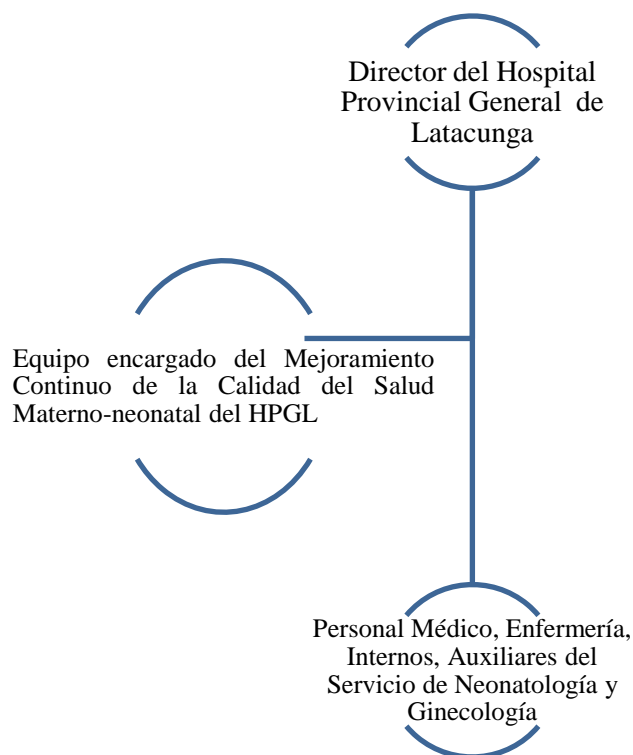 Director del Hospital
Provincial General de
Latacunga
Equipo encargado del Mejoramiento
Continuo de la Calidad del Salud
Materno-neonatal del HPGL
Personal Médico, Enfermería,
Internos, Auxiliares del
Servicio de Neonatología y
Ginecología